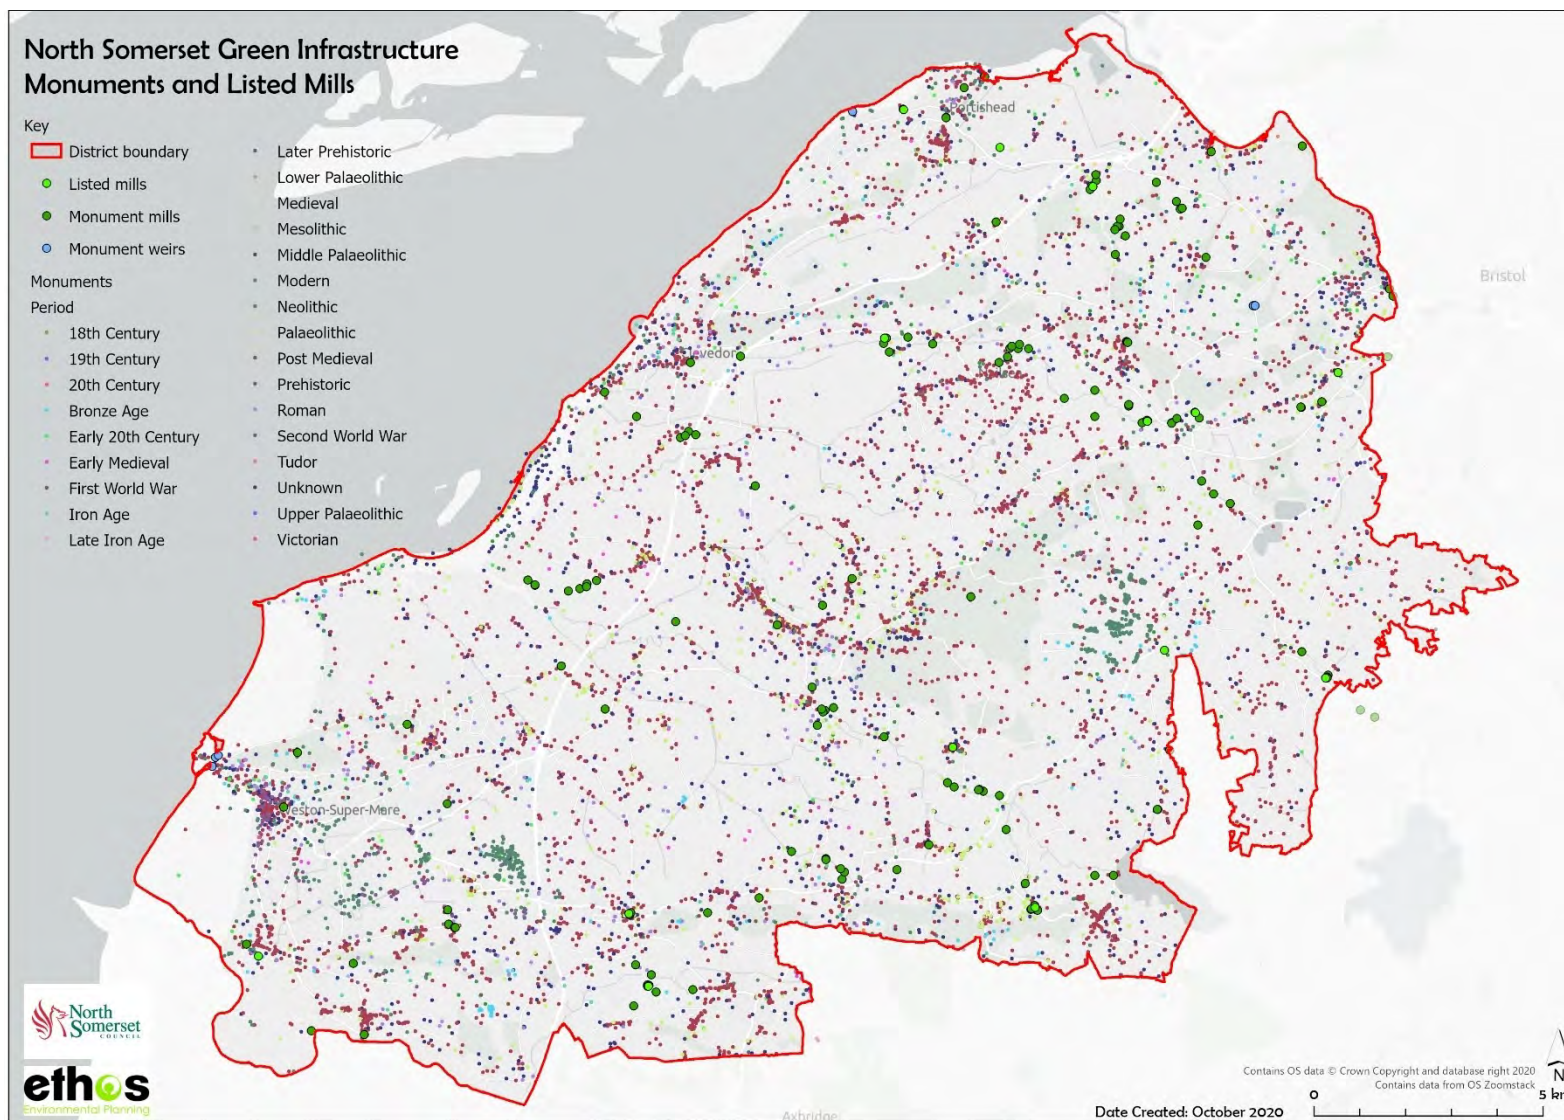 North Somerset Green Infrastructure
Monuments and Listed Mills
Key
District boundary
Listed mills
Monument mills
Monument weirs
Monuments
Period
18th Century
19th Century
20th Century
Bronze Age
Early 20th Century
Early Medieval
First World War
Iron Age
Late Iron Age
Later Prehistoric
Lower Palaeolithic
Medieval
Mesolithic
Middle Palaeolithic
Modern
Neolithic
Palaeolithic
Post Medieval
Prehistoric
Roman
Second World War
Tudor
Unknown
Upper Palaeolithic
Victorian
Portishead
Bristol
Weston-Super-Mare
Axbridge
North
Somerset
COUNCIL
ethos
Environmental Planning
Contains OS data © Crown Copyright and database right 2020
Contains data from OS Zoomstack
N
0
5 km
Date Created: October 2020